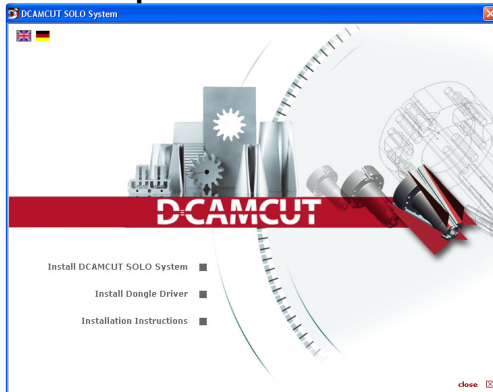 DCAMCUT SOLO System
D-CAMCUT
Install DCAMCUT SOLO System
Install Dongle Driver
Installation Instructions
close